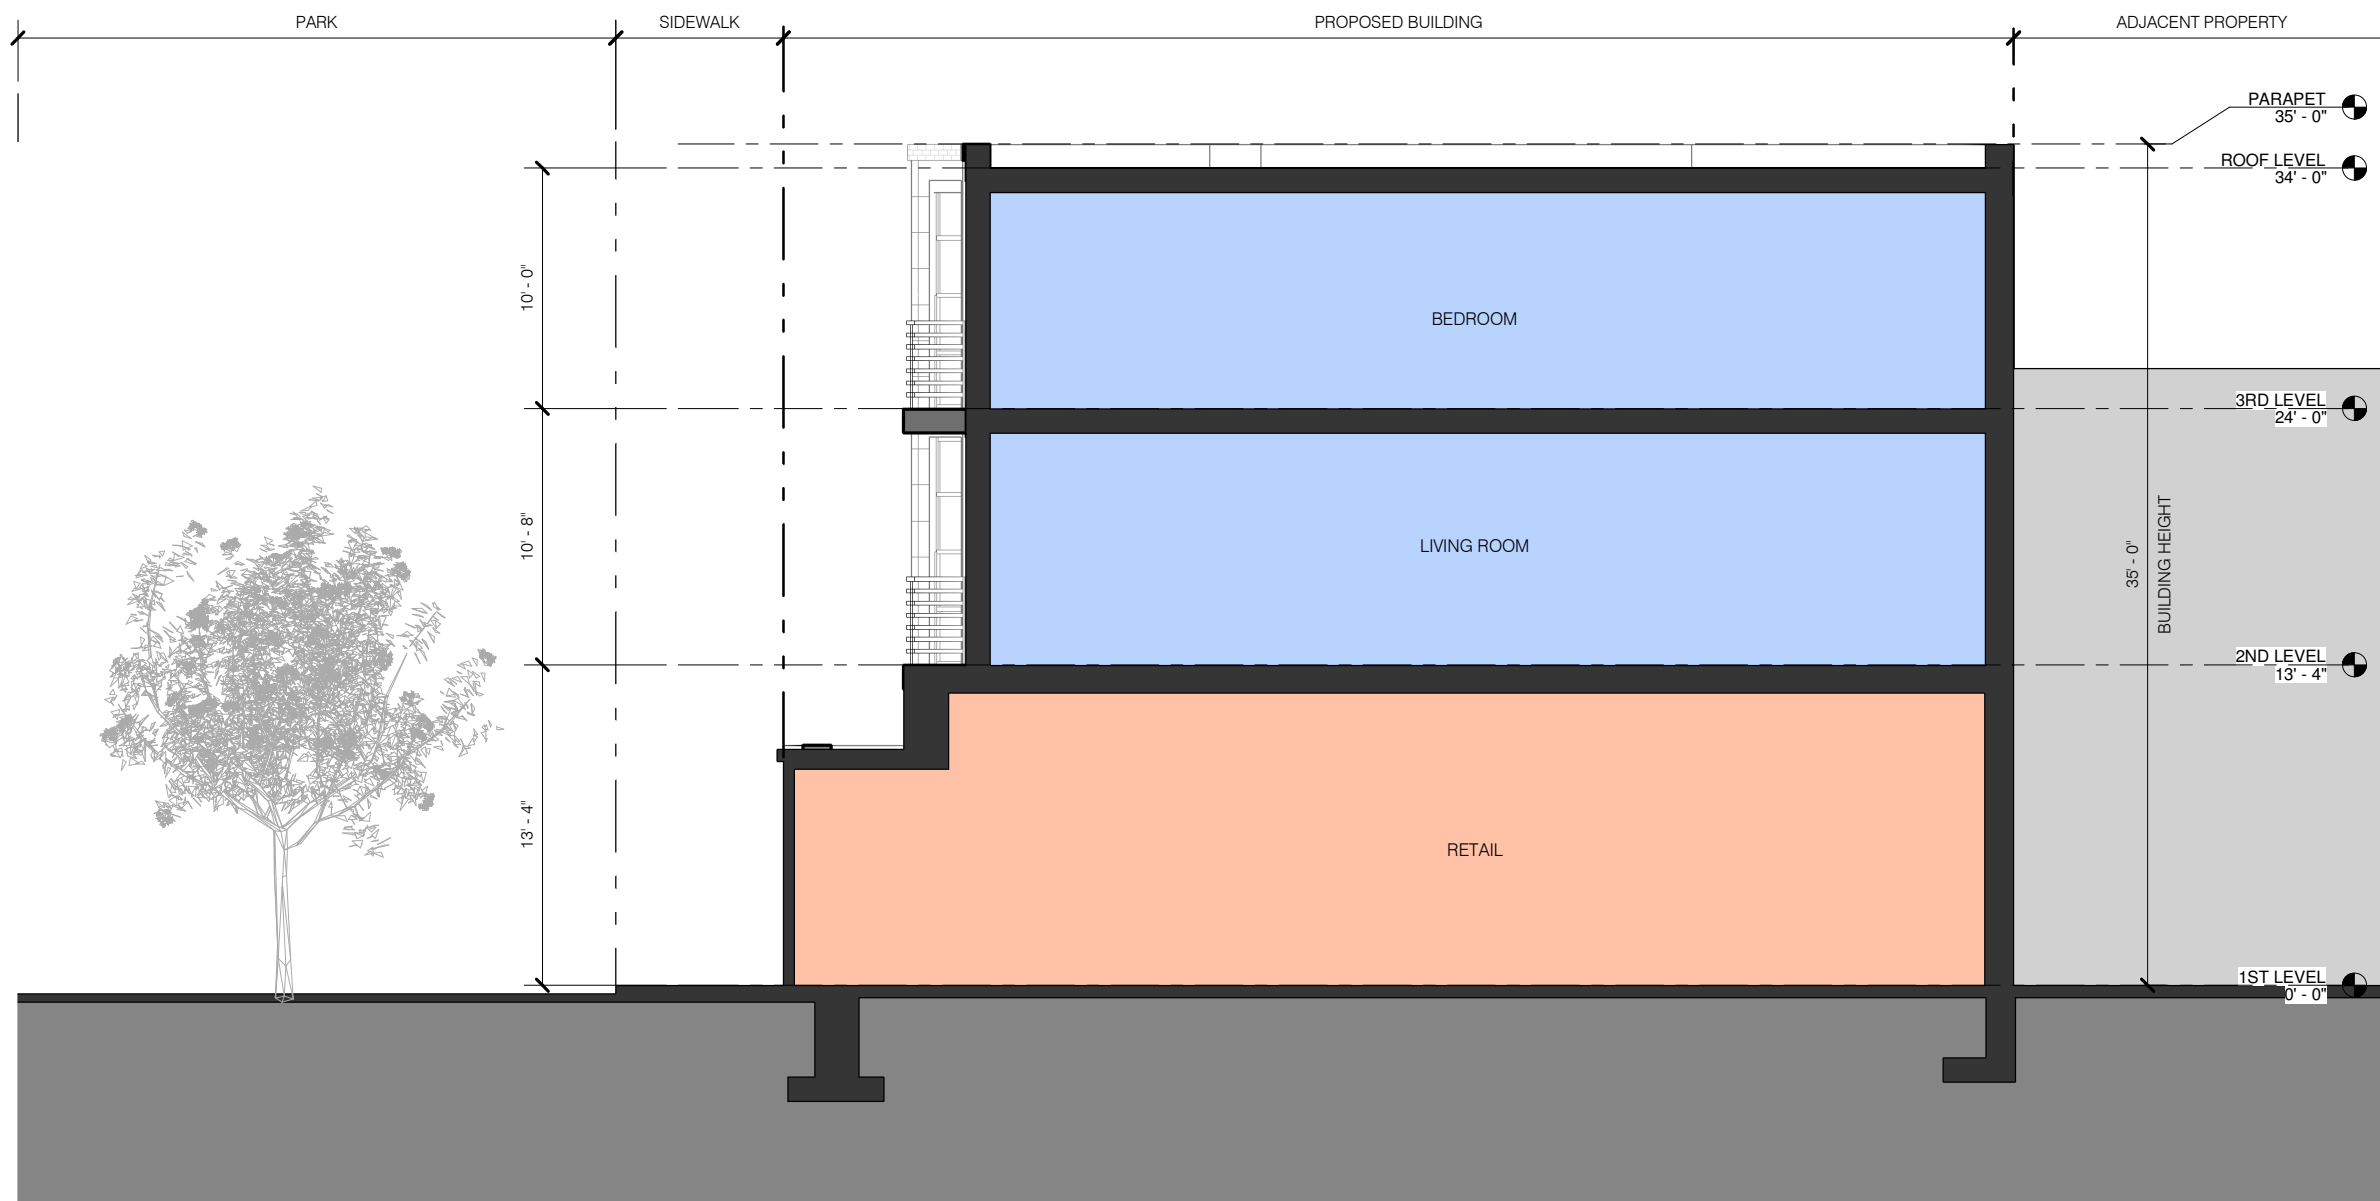 PARK
SIDEWALK
PROPOSED BUILDING
ADJACENT PROPERTY
PARAPET
35' - 0"
ROOF LEVEL
34' - 0"
10' - 0"
BEDROOM
3RD LEVEL
24' - 0"
10' - 8"
LIVING ROOM
35' - 0"
BUILDING HEIGHT
2ND LEVEL
13' - 4"
13' - 4"
RETAIL
1ST LEVEL
0' - 0"